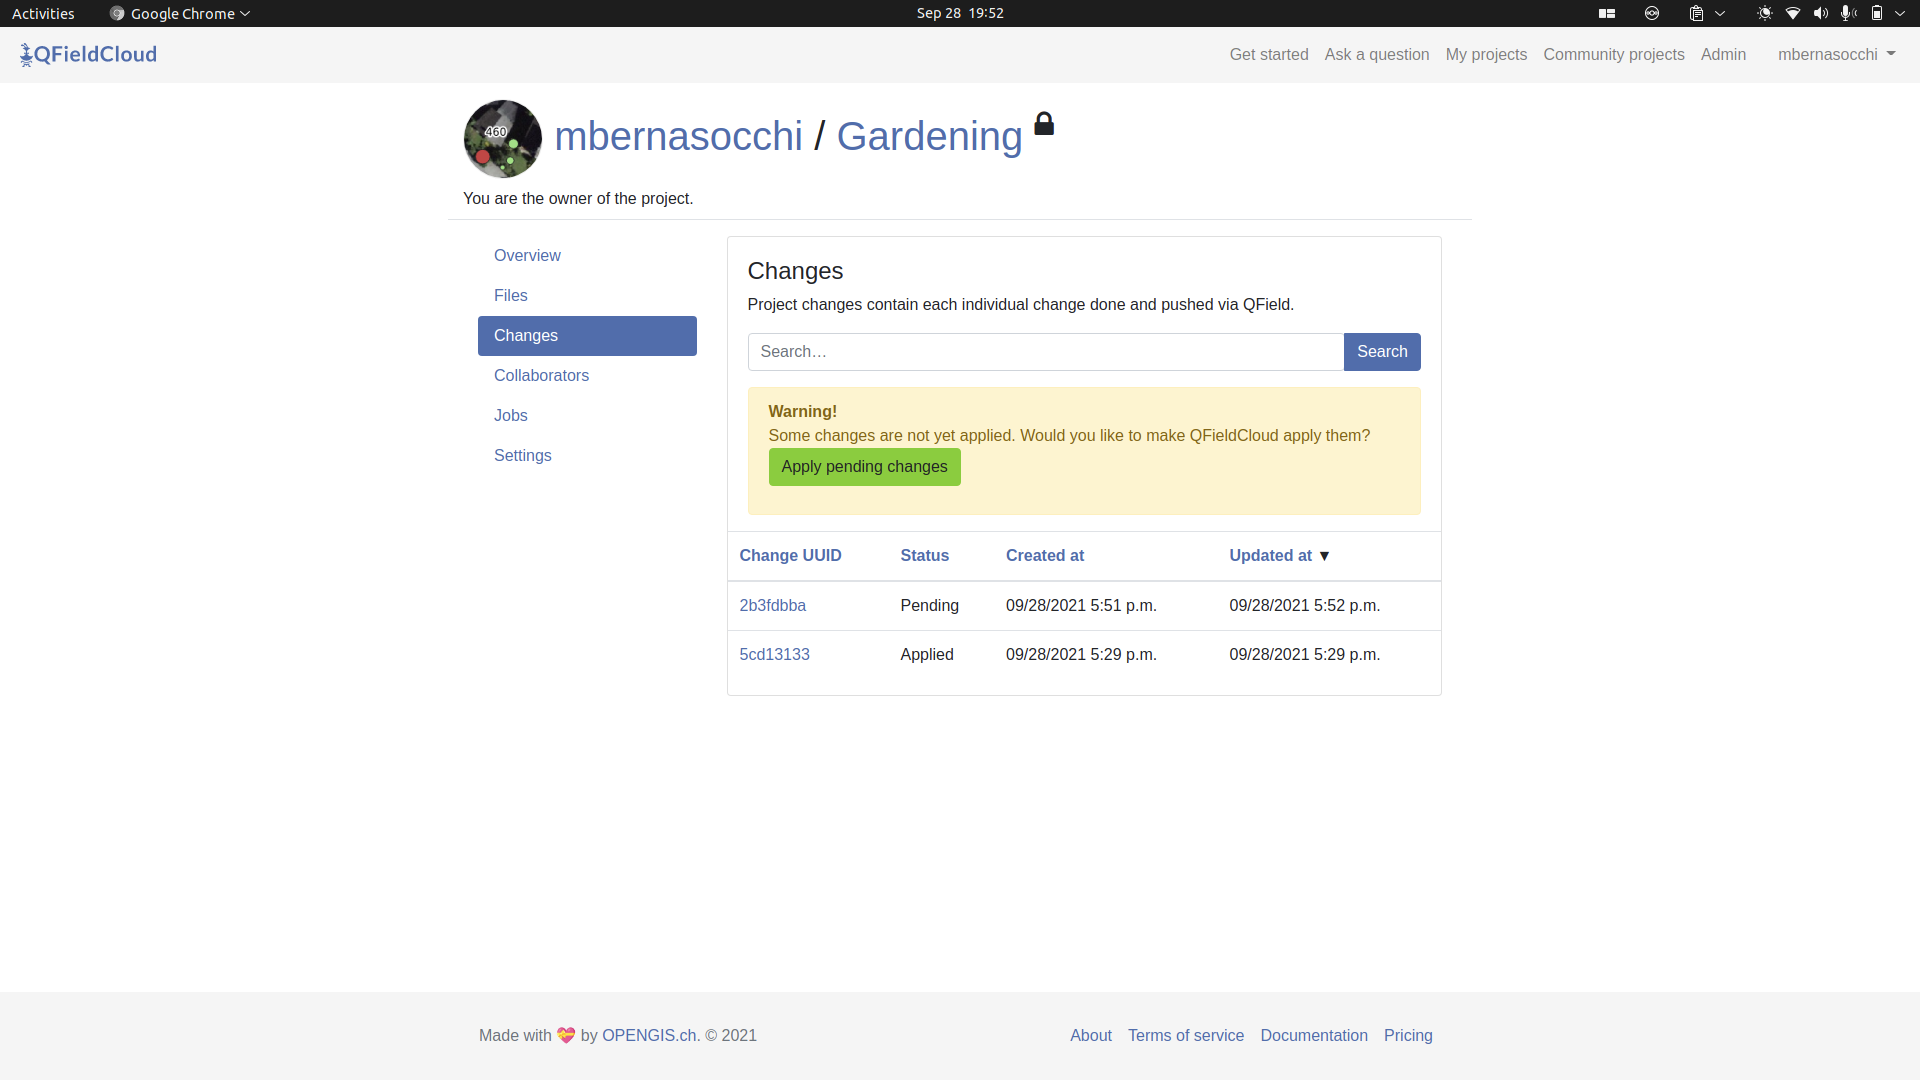 Activities Google Chrome Sep 28 19:52
QFieldCloud Get started Ask a question My projects Community projects Admin mbernasocchi
460
mbernasocchi / Gardening
You are the owner of the project.
Overview
Files
Changes
Collaborators
Jobs
Settings
Changes
Project changes contain each individual change done and pushed via QField.
Search… Search
Warning!
Some changes are not yet applied. Would you like to make QFieldCloud apply them?
Apply pending changes
Change UUID Status Created at Updated at ▼
2b3fdbba Pending 09/28/2021 5:51 p.m. 09/28/2021 5:52 p.m.
5cd13133 Applied 09/28/2021 5:29 p.m. 09/28/2021 5:29 p.m.
Made with 💝 by OPENGIS.ch. © 2021 About Terms of service Documentation Pricing